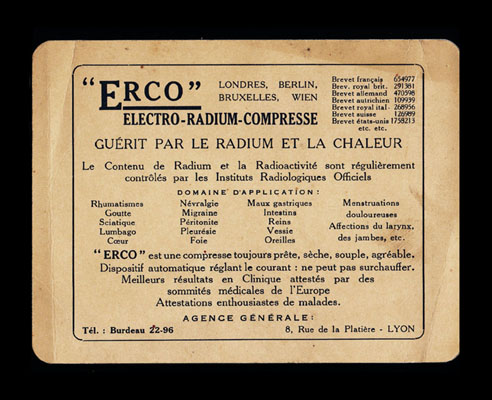 "ERCO" LONDRES, BERLIN,
BRUXELLES, WIEN
ELECTRO-RADIUM-COMPRESSE
Brevet français 654977
Brev. royal brit. 291381
Brevet allemand 470598
Brevet autrichien 109939
Brevet royal ital. 268956
Brevet suisse 126989
Brevet états-unis 1758213
etc. etc.
GUÉRIT PAR LE RADIUM ET LA CHALEUR
Le Contenu de Radium et la Radioactivité sont régulièrement
contrôlés par les Instituts Radiologiques Officiels
DOMAINE D'APPLICATION :
Rhumatismes Névralgie Maux gastriques Menstruations
Goutte Migraine Intestins douloureuses
Sciatique Péritonite Reins
Lumbago Pleurésie Vessie Affections du larynx,
Cœur Foie Oreilles des jambes, etc.
"ERCO" est une compresse toujours prête, sèche, souple, agréable.
Dispositif automatique réglant le courant : ne peut pas surchauffer.
Meilleurs résultats en Clinique attestés par des
sommités médicales de l'Europe
Attestations enthousiastes de malades.
AGENCE GÉNÉRALE :
Tél. : Burdeau 22-96 8, Rue de la Platière - LYON